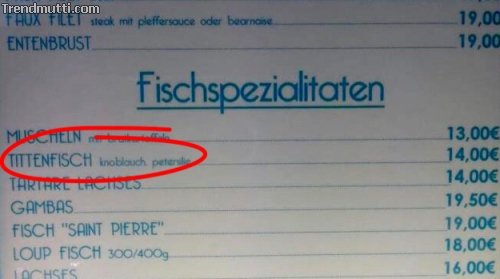 Trendmutti.com
FAUX FILET steak mit pfeffersauce oder bearnaise 19,00
ENTENBRUST 19,00€
Fischspezialitaten
MUSCHELN mit bratkartoffeln 13,00€
TITTENFISCH knoblauch. petersilie 14,00€
TARTARE LACHSES 14,00€
GAMBAS 19,50€
FISCH "SAINT PIERRE" 19,00€
LOUP FISCH 300/400g 18,00€
LACHSES 16,00€